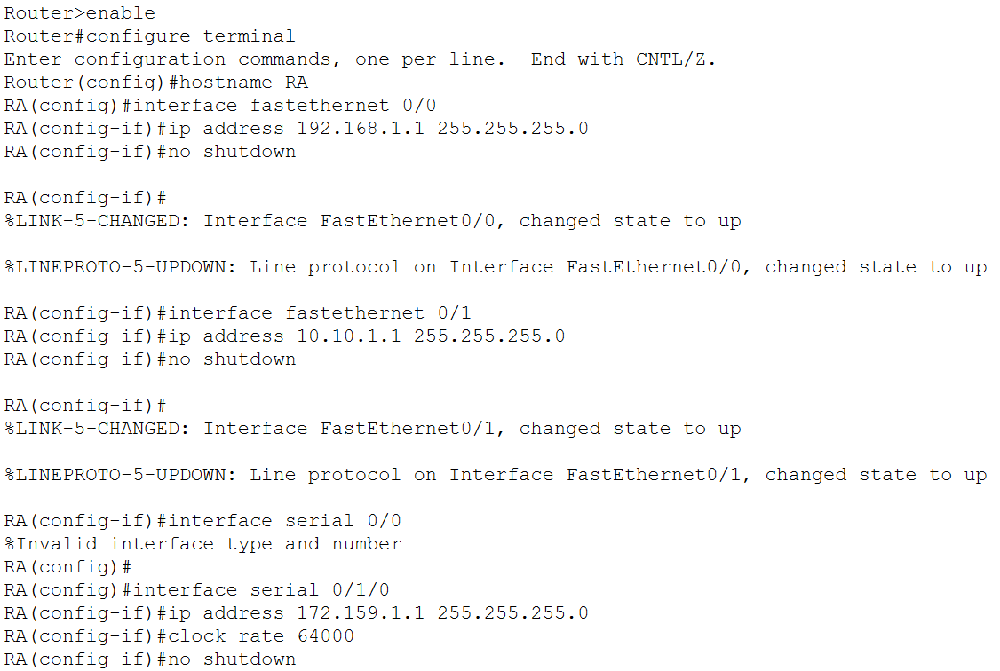 Router>enable
Router#configure terminal
Enter configuration commands, one per line.  End with CNTL/Z.
Router(config)#hostname RA
RA(config)#interface fastethernet 0/0
RA(config-if)#ip address 192.168.1.1 255.255.255.0
RA(config-if)#no shutdown
RA(config-if)#
%LINK-5-CHANGED: Interface FastEthernet0/0, changed state to up
%LINEPROTO-5-UPDOWN: Line protocol on Interface FastEthernet0/0, changed state to up
RA(config-if)#interface fastethernet 0/1
RA(config-if)#ip address 10.10.1.1 255.255.255.0
RA(config-if)#no shutdown
RA(config-if)#
%LINK-5-CHANGED: Interface FastEthernet0/1, changed state to up
%LINEPROTO-5-UPDOWN: Line protocol on Interface FastEthernet0/1, changed state to up
RA(config-if)#interface serial 0/0
%Invalid interface type and number
RA(config)#
RA(config)#interface serial 0/1/0
RA(config-if)#ip address 172.159.1.1 255.255.255.0
RA(config-if)#clock rate 64000
RA(config-if)#no shutdown